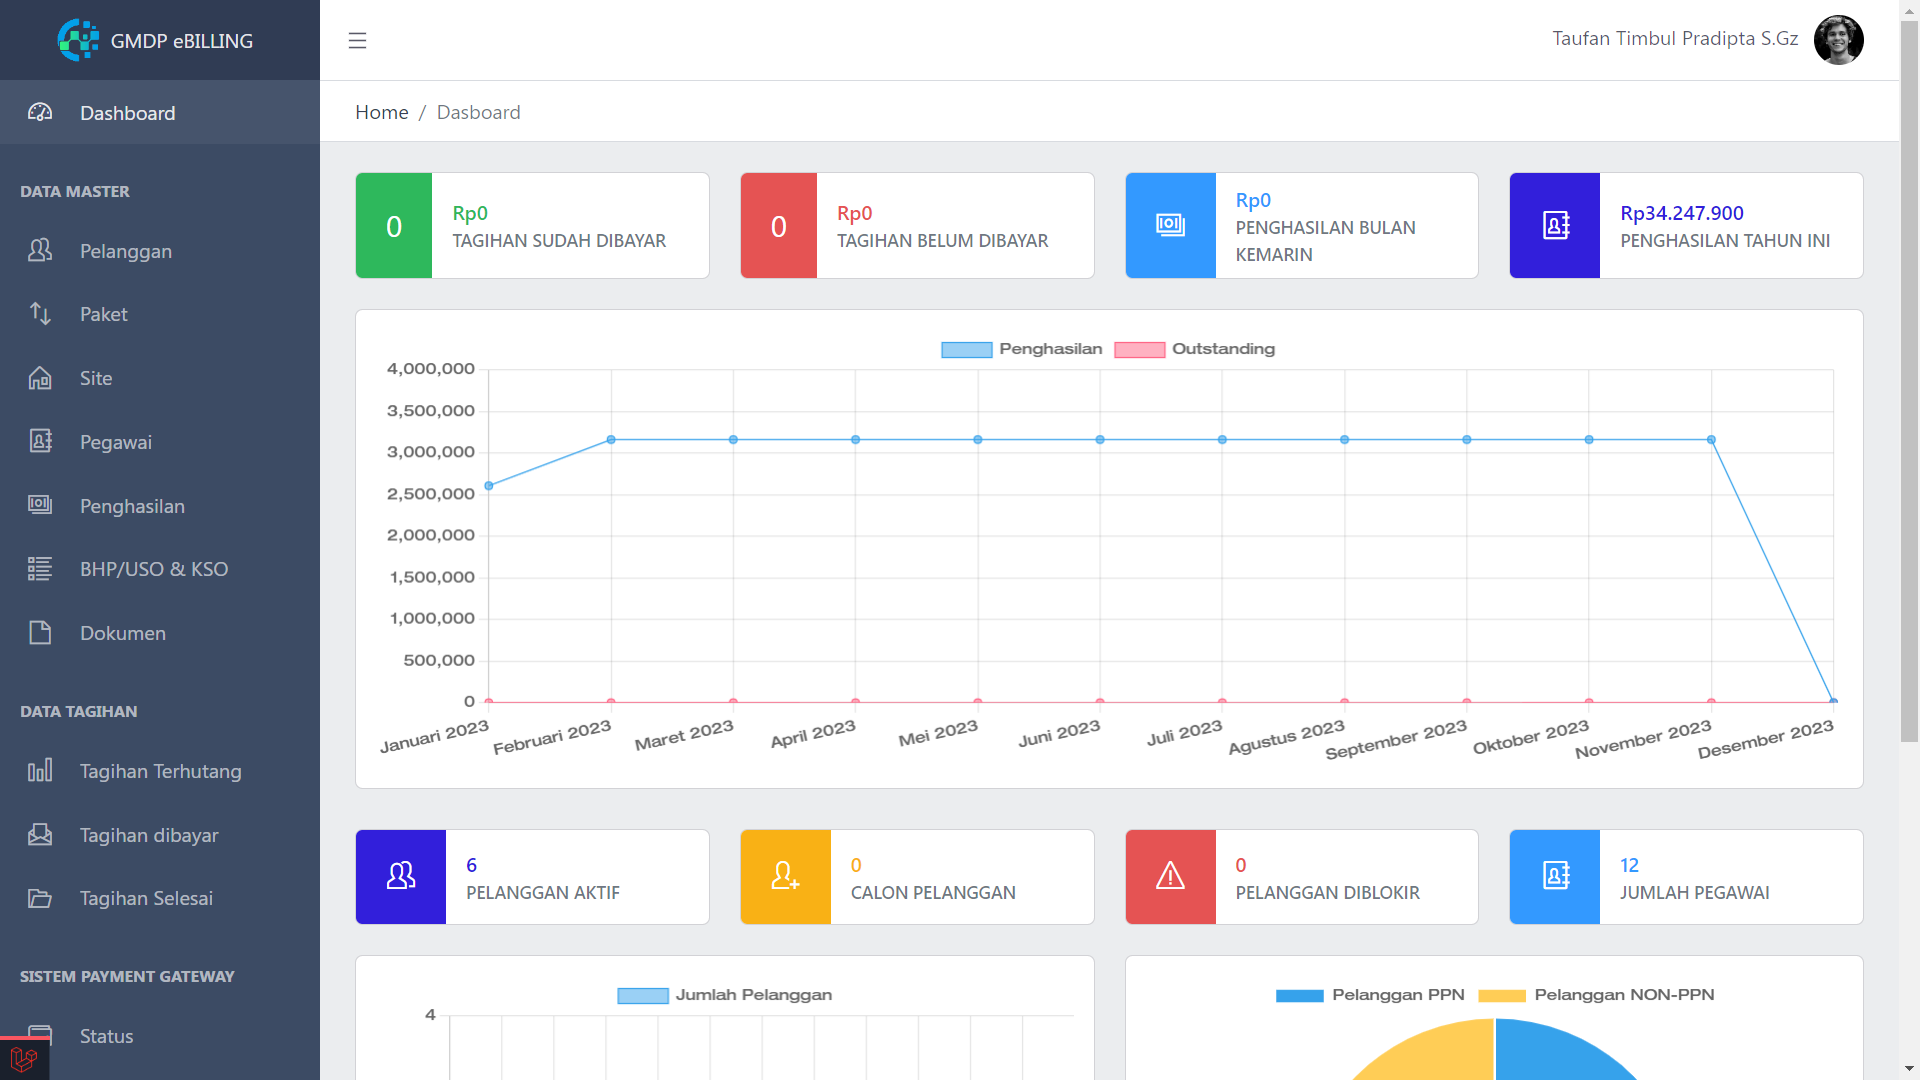 GMDP eBILLING
Taufan Timbul Pradipta S.Gz
Dashboard
Home / Dasboard
DATA MASTER
Pelanggan
Paket
Site
Pegawai
Penghasilan
BHP/USO & KSO
Dokumen
DATA TAGIHAN
Tagihan Terhutang
Tagihan dibayar
Tagihan Selesai
SISTEM PAYMENT GATEWAY
Status
0
Rp0
TAGIHAN SUDAH DIBAYAR
0
Rp0
TAGIHAN BELUM DIBAYAR
Rp0
PENGHASILAN BULAN
KEMARIN
Rp34.247.900
PENGHASILAN TAHUN INI
Penghasilan Outstanding
4,000,000
3,500,000
3,000,000
2,500,000
2,000,000
1,500,000
1,000,000
500,000
0
Januari 2023
Februari 2023
Maret 2023
April 2023
Mei 2023
Juni 2023
Juli 2023
Agustus 2023
September 2023
Oktober 2023
November 2023
Desember 2023
6
PELANGGAN AKTIF
0
CALON PELANGGAN
0
PELANGGAN DIBLOKIR
12
JUMLAH PEGAWAI
Jumlah Pelanggan
4
Pelanggan PPN Pelanggan NON-PPN